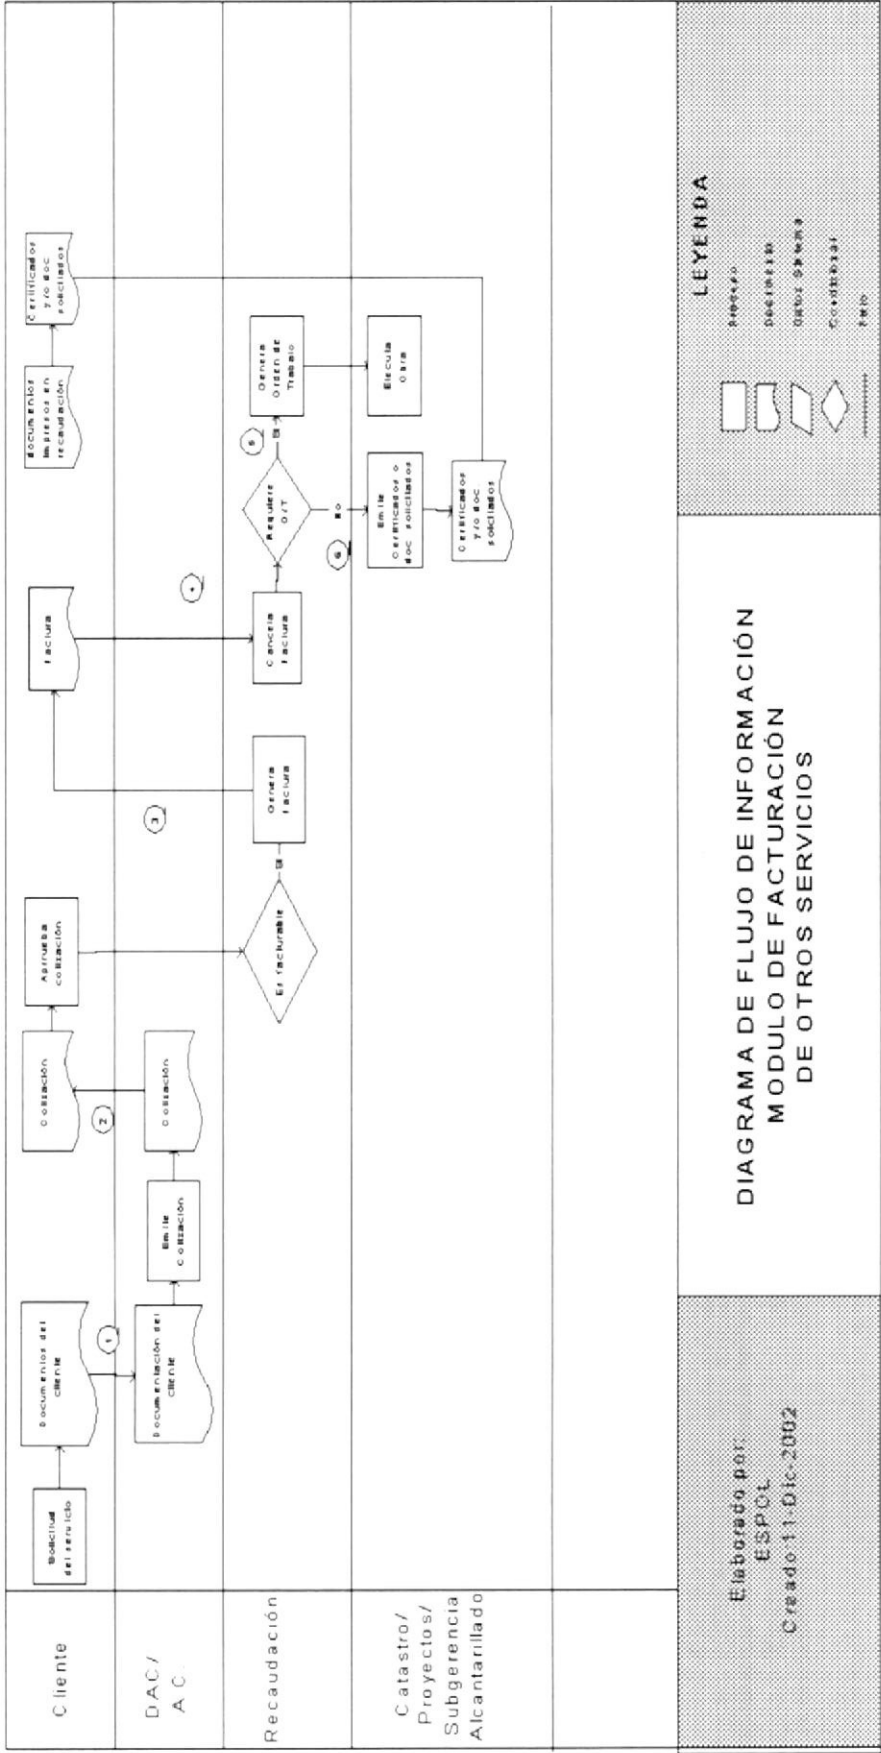 Cliente
Solicitud
del servicio
Documentos del
cliente
1
Cotización
2
Aprueba
cotización
Factura
documentos
impresos en
recaudación
Certificados
y/o doc
solicitados
DAC/
A C.
Documentación del
cliente
Emite
Cotización
Cotización
3
4
Recaudación
Es facturable
SI
Genera
factura
Cancela
factura
Requiere
O/T
SI
5
Genera
Orden de
Trabajo
NO
6
Catastro/
Proyectos/
Subgerencia
Alcantarillado
Emite
Certificados o
doc solicitados
Certificados
y/o doc
solicitados
Ejecuta
Obra
Elaborado por:
ESPOL
Creado 11-Dic-2002
DIAGRAMA DE FLUJO DE INFORMACIÓN
MODULO DE FACTURACIÓN
DE OTROS SERVICIOS
LEYENDA
Proceso
Documento
Datos Sistema
Condicional
Flujo